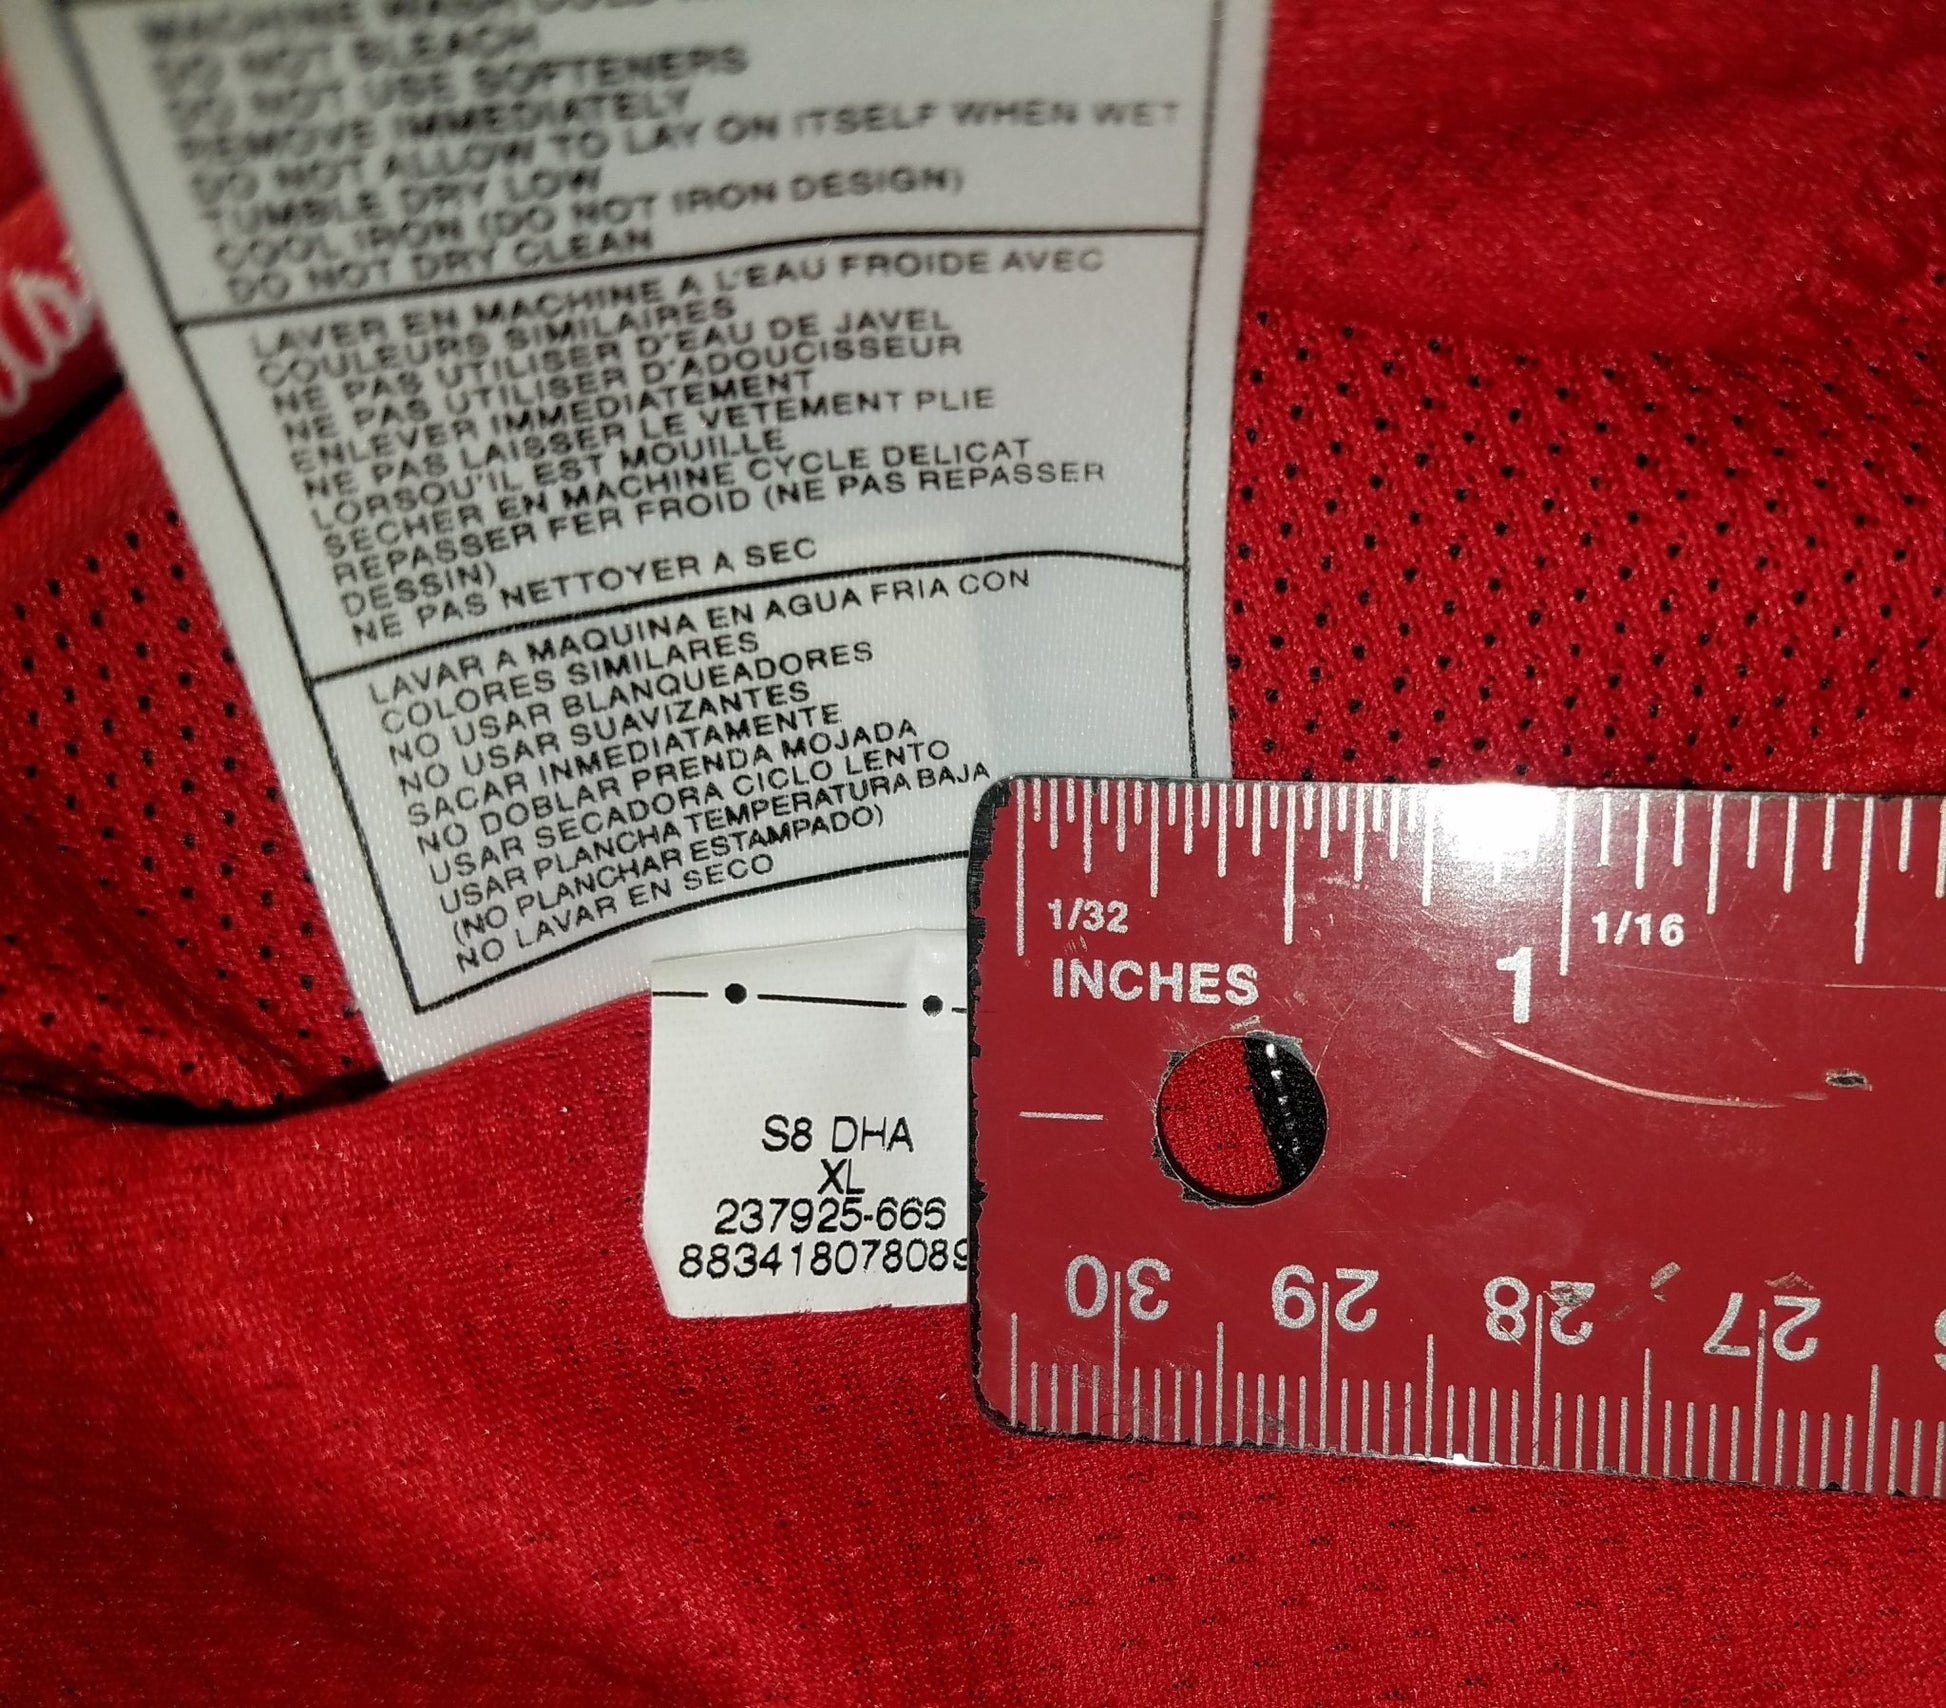 MACHINE WASH COLD
DO NOT BLEACH
DO NOT USE SOFTENERS
REMOVE IMMEDIATELY
DO NOT ALLOW TO LAY ON ITSELF WHEN WET
TUMBLE DRY LOW
COOL IRON (DO NOT IRON DESIGN)
DO NOT DRY CLEAN
LAVER EN MACHINE A L'EAU FROIDE AVEC
COULEURS SIMILAIRES
NE PAS UTILISER D'EAU DE JAVEL
NE PAS UTILISER D'ADOUCISSEUR
ENLEVER IMMEDIATEMENT
NE PAS LAISSER LE VETEMENT PLIE
LORSQU'IL EST MOUILLE
SECHER EN MACHINE CYCLE DELICAT
REPASSER FER FROID (NE PAS REPASSER
DESSIN)
NE PAS NETTOYER A SEC
LAVAR A MAQUINA EN AGUA FRIA CON
COLORES SIMILARES
NO USAR BLANQUEADORES
NO USAR SUAVIZANTES
SACAR INMEDIATAMENTE
NO DOBLAR PRENDA MOJADA
USAR SECADORA CICLO LENTO
USAR PLANCHA TEMPERATURA BAJA
(NO PLANCHAR ESTAMPADO)
NO LAVAR EN SECO
S8 DHA
XL
237925-666
883418078089
1/32
INCHES
1
1/16
30 29 28 27